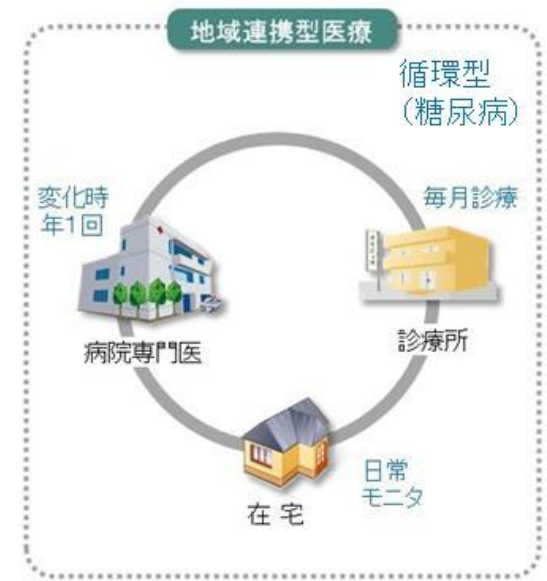 地域連携型医療
循環型
（糖尿病）
変化時
年1回
毎月診療
病院専門医
診療所
日常
モニタ
在宅